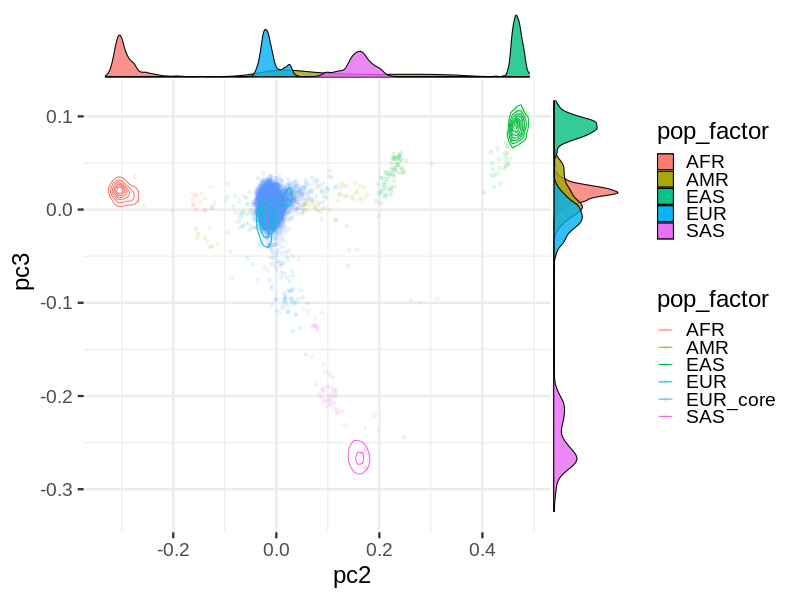 0.1
0.0
-0.1
-0.2
-0.3
pc3
-0.2
0.0
0.2
0.4
pc2
pop_factor
AFR
AMR
EAS
EUR
SAS
pop_factor
AFR
AMR
EAS
EUR
EUR_core
SAS